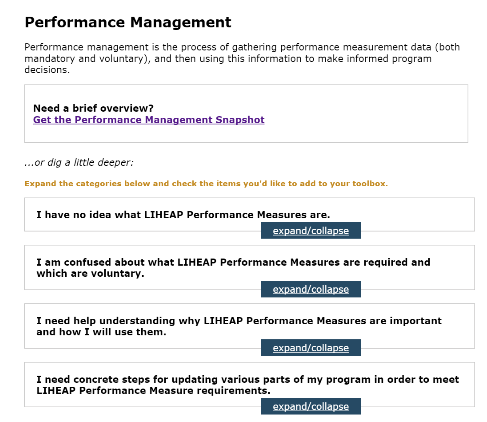 Performance Management
Performance management is the process of gathering performance measurement data (both
mandatory and voluntary), and then using this information to make informed program
decisions.
Need a brief overview?
Get the Performance Management Snapshot
...or dig a little deeper:
Expand the categories below and check the items you'd like to add to your toolbox.
I have no idea what LIHEAP Performance Measures are.
expand/collapse
I am confused about what LIHEAP Performance Measures are required and
which are voluntary.
expand/collapse
I need help understanding why LIHEAP Performance Measures are important
and how I will use them.
expand/collapse
I need concrete steps for updating various parts of my program in order to meet
LIHEAP Performance Measure requirements.
expand/collapse